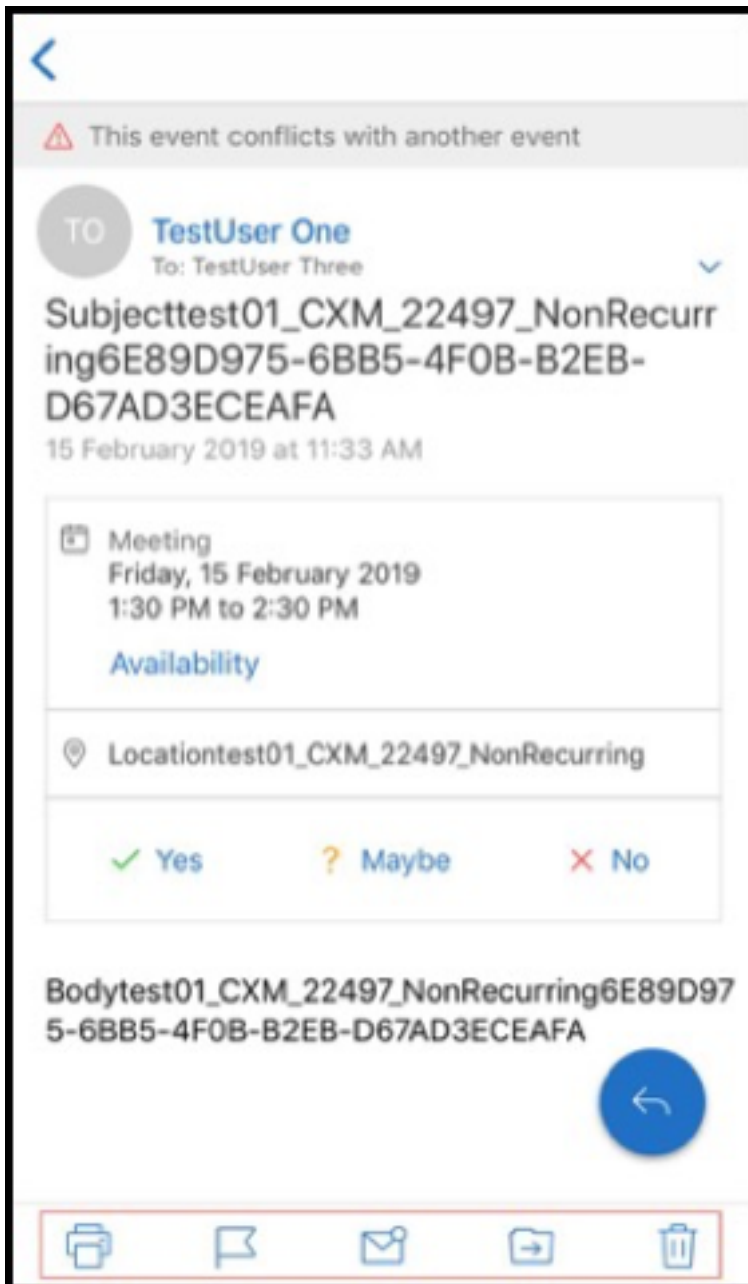 This event conflicts with another event
TO
TestUser One
To: TestUser Three
Subjecttest01_CXM_22497_NonRecurr
ing6E89D975-6BB5-4F0B-B2EB-
D67AD3ECEAFA
15 February 2019 at 11:33 AM
Meeting
Friday, 15 February 2019
1:30 PM to 2:30 PM
Availability
Locationtest01_CXM_22497_NonRecurring
Yes ? Maybe No
Bodytest01_CXM_22497_NonRecurring6E89D97
5-6BB5-4F0B-B2EB-D67AD3ECEAFA